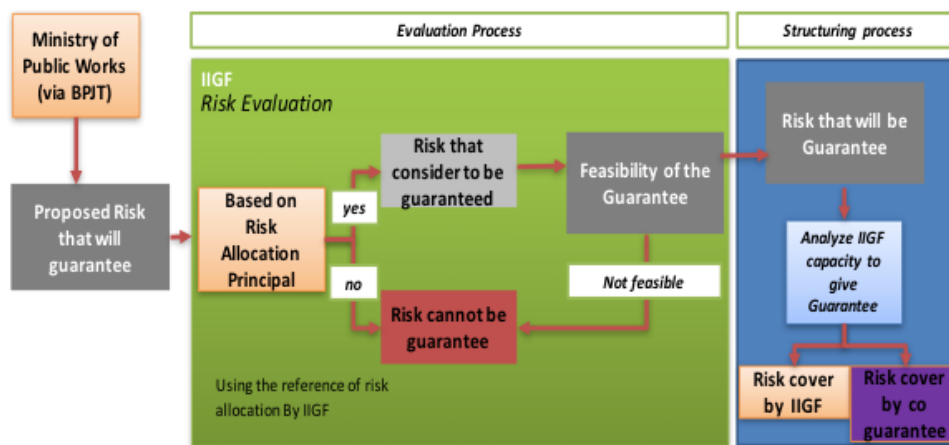 Ministry of
Public Works
(via BPJT)
Proposed Risk
that will
guarantee
Evaluation Process
IIGF
Risk Evaluation
Based on
Risk
Allocation
Principal
yes
no
Risk that
consider to be
guaranteed
Risk cannot be
guarantee
Feasibility of the
Guarantee
Not feasible
Using the reference of risk
allocation By IIGF
Structuring process
Risk that will be
Guarantee
Analyze IIGF
capacity to
give
Guarantee
Risk cover
by IIGF
Risk cover
by co
guarantee